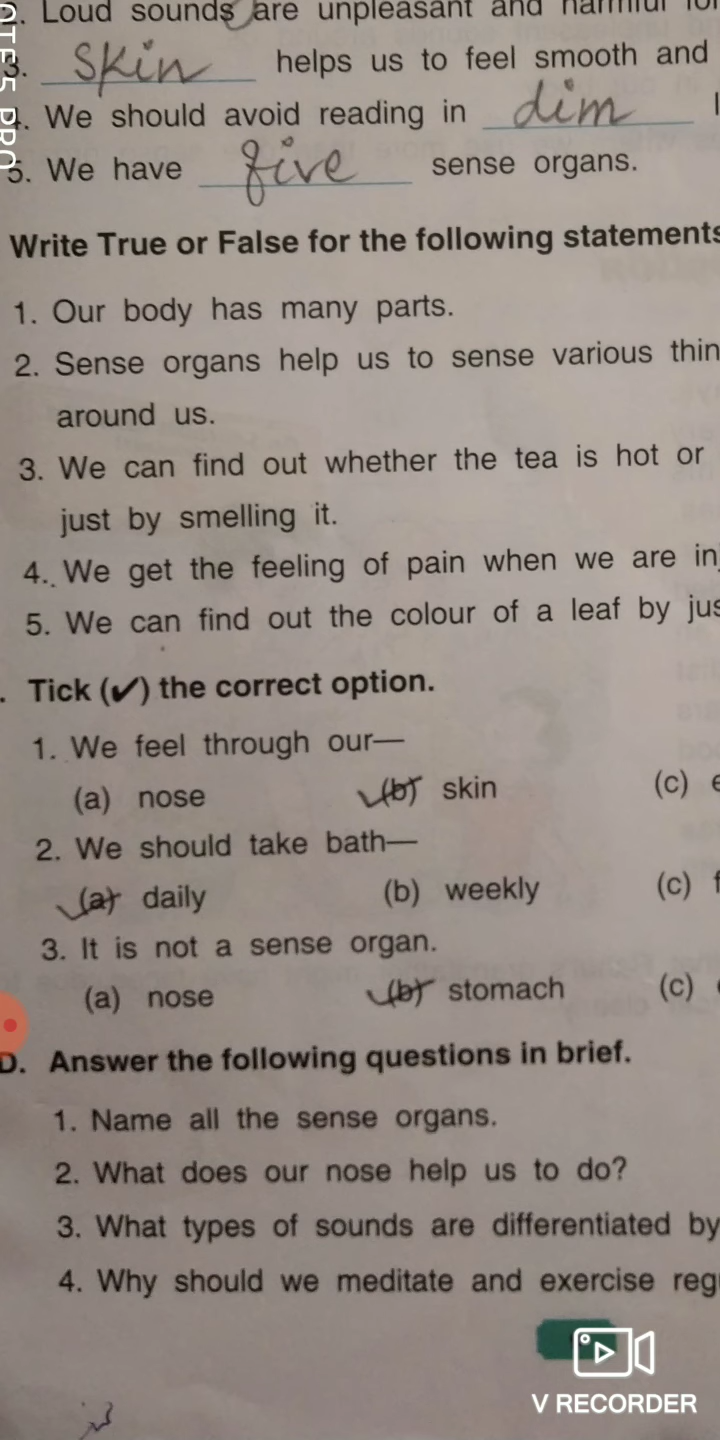 2. Loud sounds are unpleasant and harmful for
3. Skin helps us to feel smooth and
4. We should avoid reading in dim
5. We have five sense organs.
Write True or False for the following statements
1. Our body has many parts.
2. Sense organs help us to sense various thin
around us.
3. We can find out whether the tea is hot or
just by smelling it.
4. We get the feeling of pain when we are in
5. We can find out the colour of a leaf by jus
. Tick (✔) the correct option.
1. We feel through our—
(a) nose (b) skin (c) e
2. We should take bath—
(a) daily (b) weekly (c) f
3. It is not a sense organ.
(a) nose (b) stomach (c)
D. Answer the following questions in brief.
1. Name all the sense organs.
2. What does our nose help us to do?
3. What types of sounds are differentiated by
4. Why should we meditate and exercise reg
V RECORDER
OTE 5 PRO